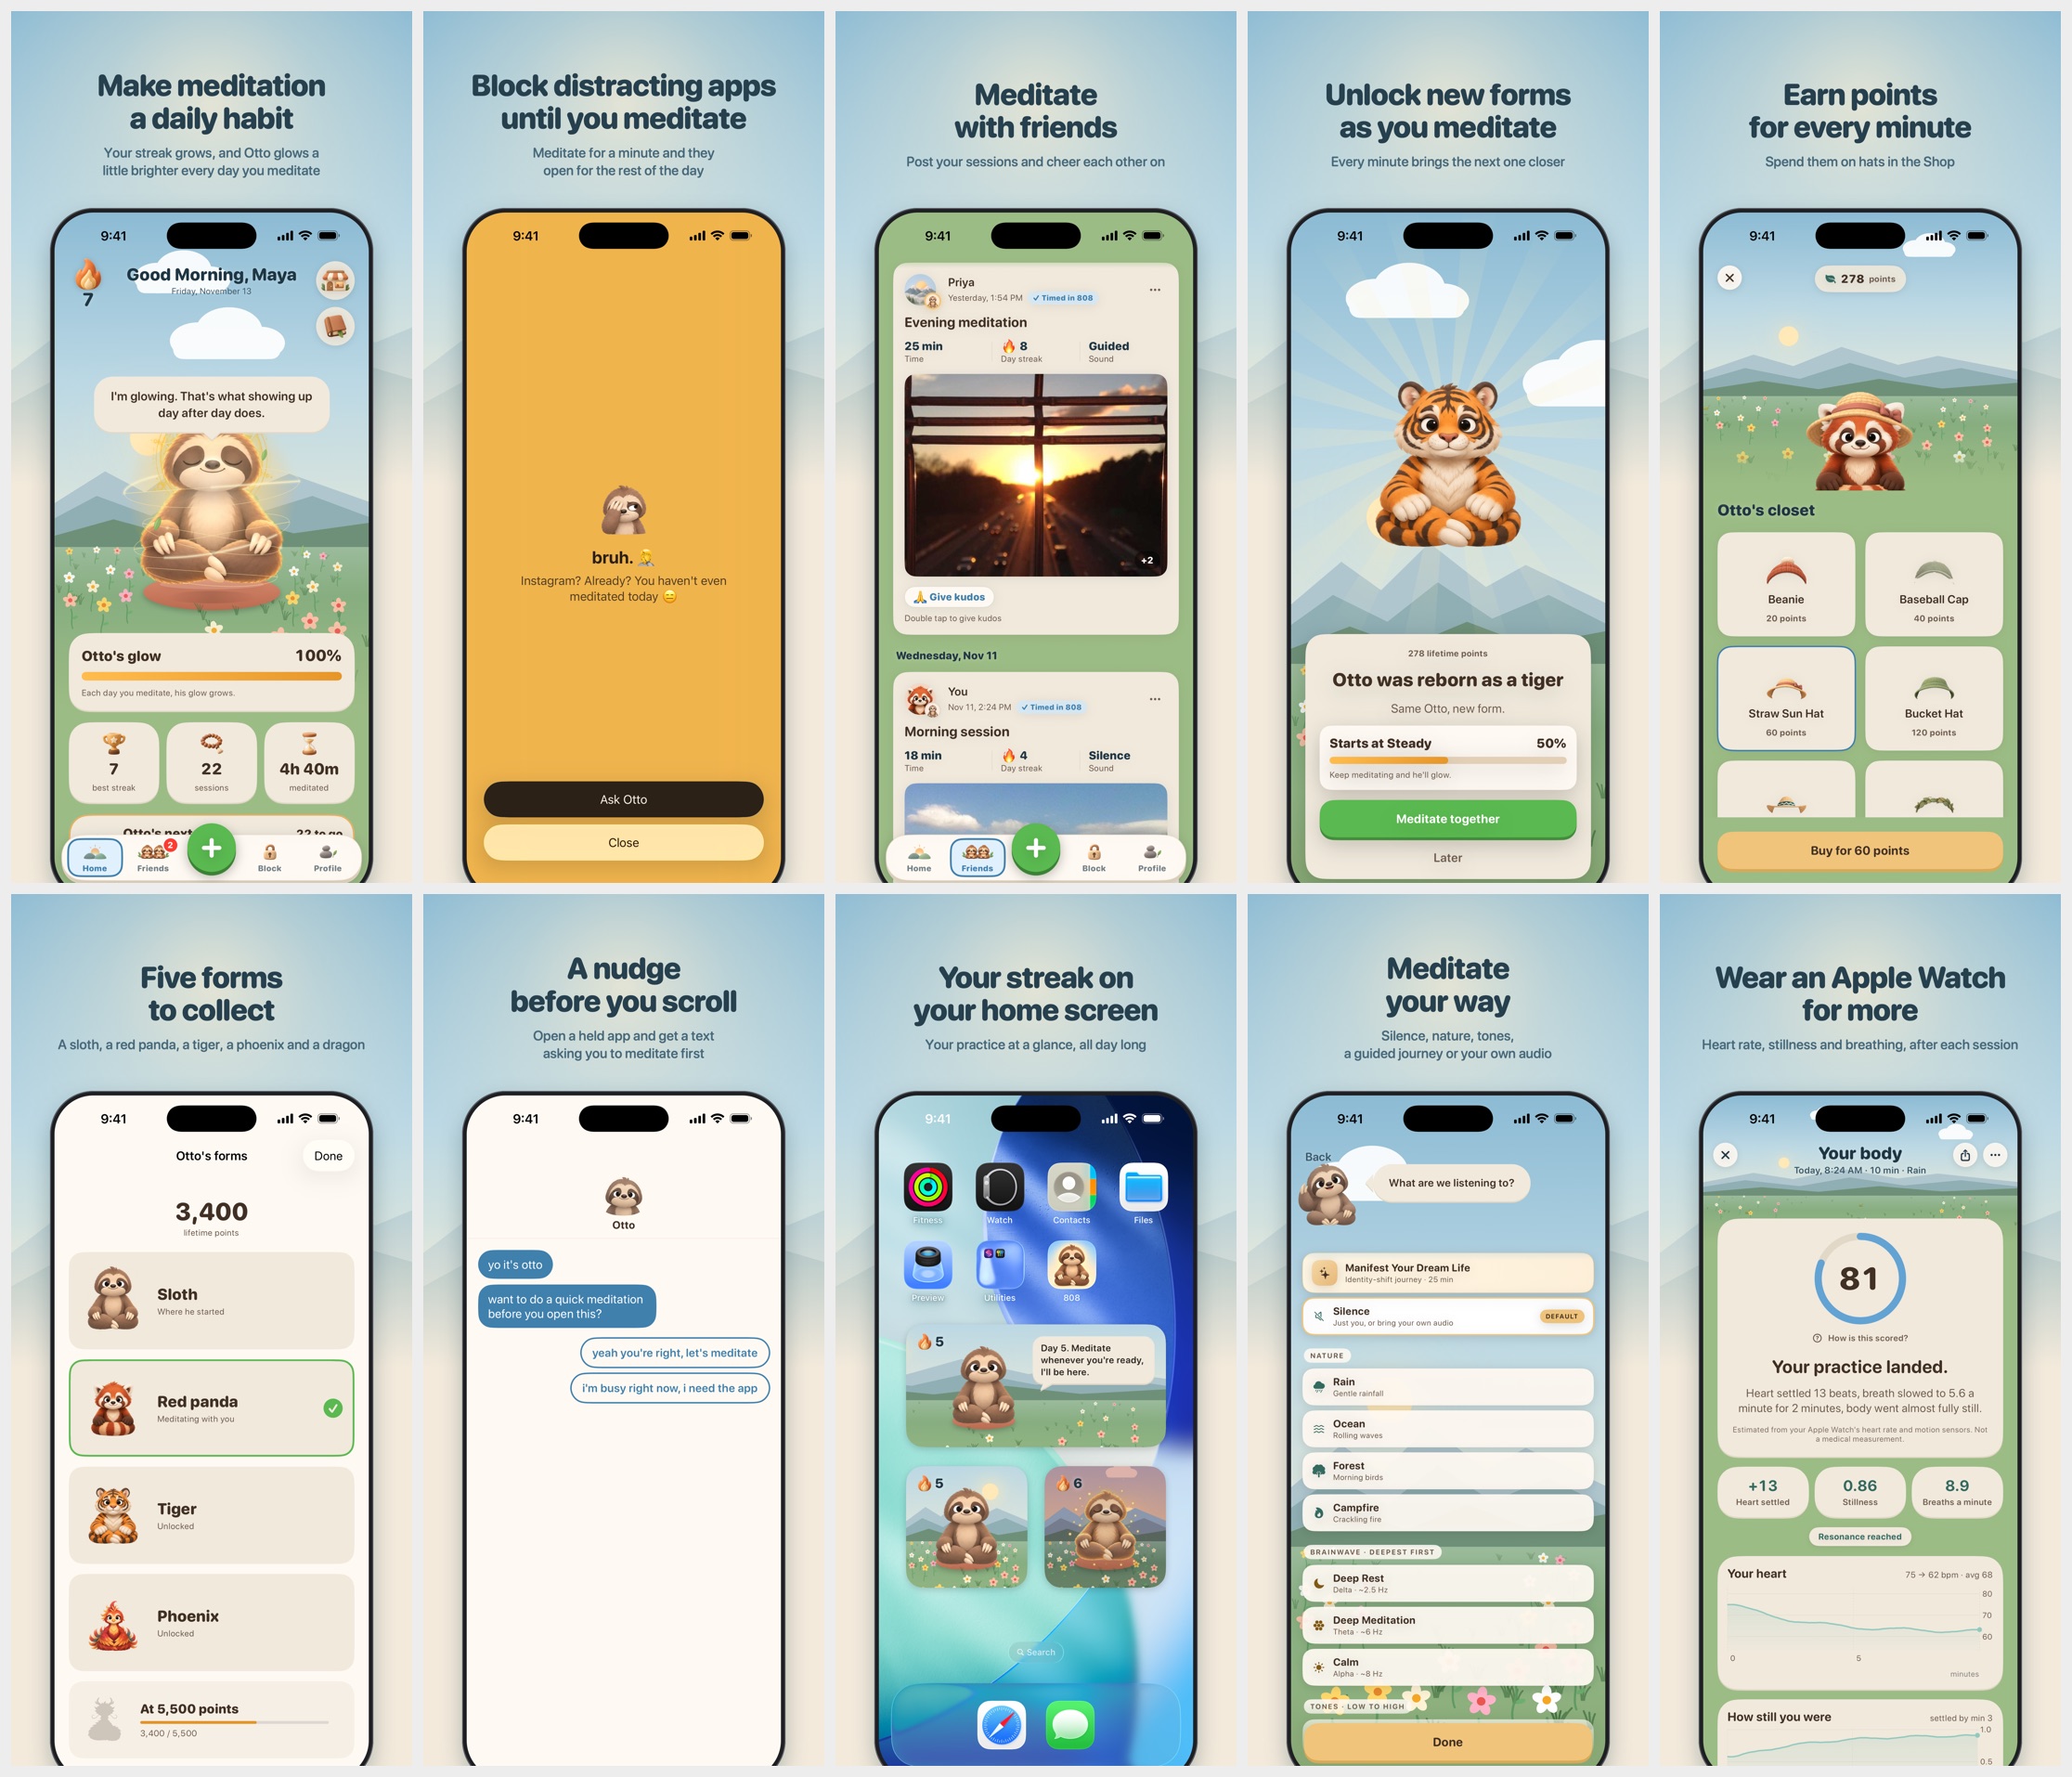 Make meditation
a daily habit
Your streak grows, and Otto glows a
little brighter every day you meditate
9:41
7
Good Morning, Maya
Friday, November 13
I'm glowing. That's what showing up
day after day does.
Otto's glow 100%
Each day you meditate, his glow grows.
7 22 4h 40m
best streak sessions meditated
Otto's next 22 to go
2
Home Friends Block Profile
Block distracting apps
until you meditate
Meditate for a minute and they
open for the rest of the day
9:41
bruh. 🤦
Instagram? Already? You haven't even
meditated today 😑
Ask Otto
Close
Meditate
with friends
Post your sessions and cheer each other on
9:41
Priya
Yesterday, 1:54 PM ✓ Timed in 808
Evening meditation
25 min 🔥 8 Guided
Time Day streak Sound
+2
🙏 Give kudos
Double tap to give kudos
Wednesday, Nov 11
You
Nov 11, 2:24 PM ✓ Timed in 808
Morning session
18 min 🔥 4 Silence
Time Day streak Sound
Home Friends Block Profile
Unlock new forms
as you meditate
Every minute brings the next one closer
9:41
278 lifetime points
Otto was reborn as a tiger
Same Otto, new form.
Starts at Steady 50%
Keep meditating and he'll glow.
Meditate together
Later
Earn points
for every minute
Spend them on hats in the Shop
9:41
278 points
Otto's closet
Beanie Baseball Cap
20 points 40 points
Straw Sun Hat Bucket Hat
60 points 120 points
Buy for 60 points
Five forms
to collect
A sloth, a red panda, a tiger, a phoenix and a dragon
9:41
Otto's forms Done
3,400
lifetime points
Sloth
Where he started
Red panda
Meditating with you
Tiger
Unlocked
Phoenix
Unlocked
At 5,500 points
3,400 / 5,500
A nudge
before you scroll
Open a held app and get a text
asking you to meditate first
9:41
Otto
yo it's otto
want to do a quick meditation
before you open this?
yeah you're right, let's meditate
i'm busy right now, i need the app
Your streak on
your home screen
Your practice at a glance, all day long
9:41
Fitness Watch Contacts Files
Preview Utilities 808
🔥 5
Day 5. Meditate
whenever you're ready,
I'll be here.
🔥 5 🔥 6
Search
Meditate
your way
Silence, nature, tones,
a guided journey or your own audio
9:41
Back
What are we listening to?
Manifest Your Dream Life
Identity-shift journey · 25 min
Silence
Just you, or bring your own audio
DEFAULT
NATURE
Rain
Gentle rainfall
Ocean
Rolling waves
Forest
Morning birds
Campfire
Crackling fire
BRAINWAVE · DEEPEST FIRST
Deep Rest
Delta · ~2.5 Hz
Deep Meditation
Theta · ~6 Hz
Calm
Alpha · ~8 Hz
TONES · LOW TO HIGH
Done
Wear an Apple Watch
for more
Heart rate, stillness and breathing, after each session
9:41
Your body
Today, 8:24 AM · 10 min · Rain
81
How is this scored?
Your practice landed.
Heart settled 13 beats, breath slowed to 5.6 a
minute for 2 minutes, body went almost fully still.
Estimated from your Apple Watch's heart rate and motion sensors. Not
a medical measurement.
+13 0.86 8.9
Heart settled Stillness Breaths a minute
Resonance reached
Your heart 75 → 62 bpm · avg 68
80
70
60
0 5
minutes
How still you were settled by min 3
1.0
0.5